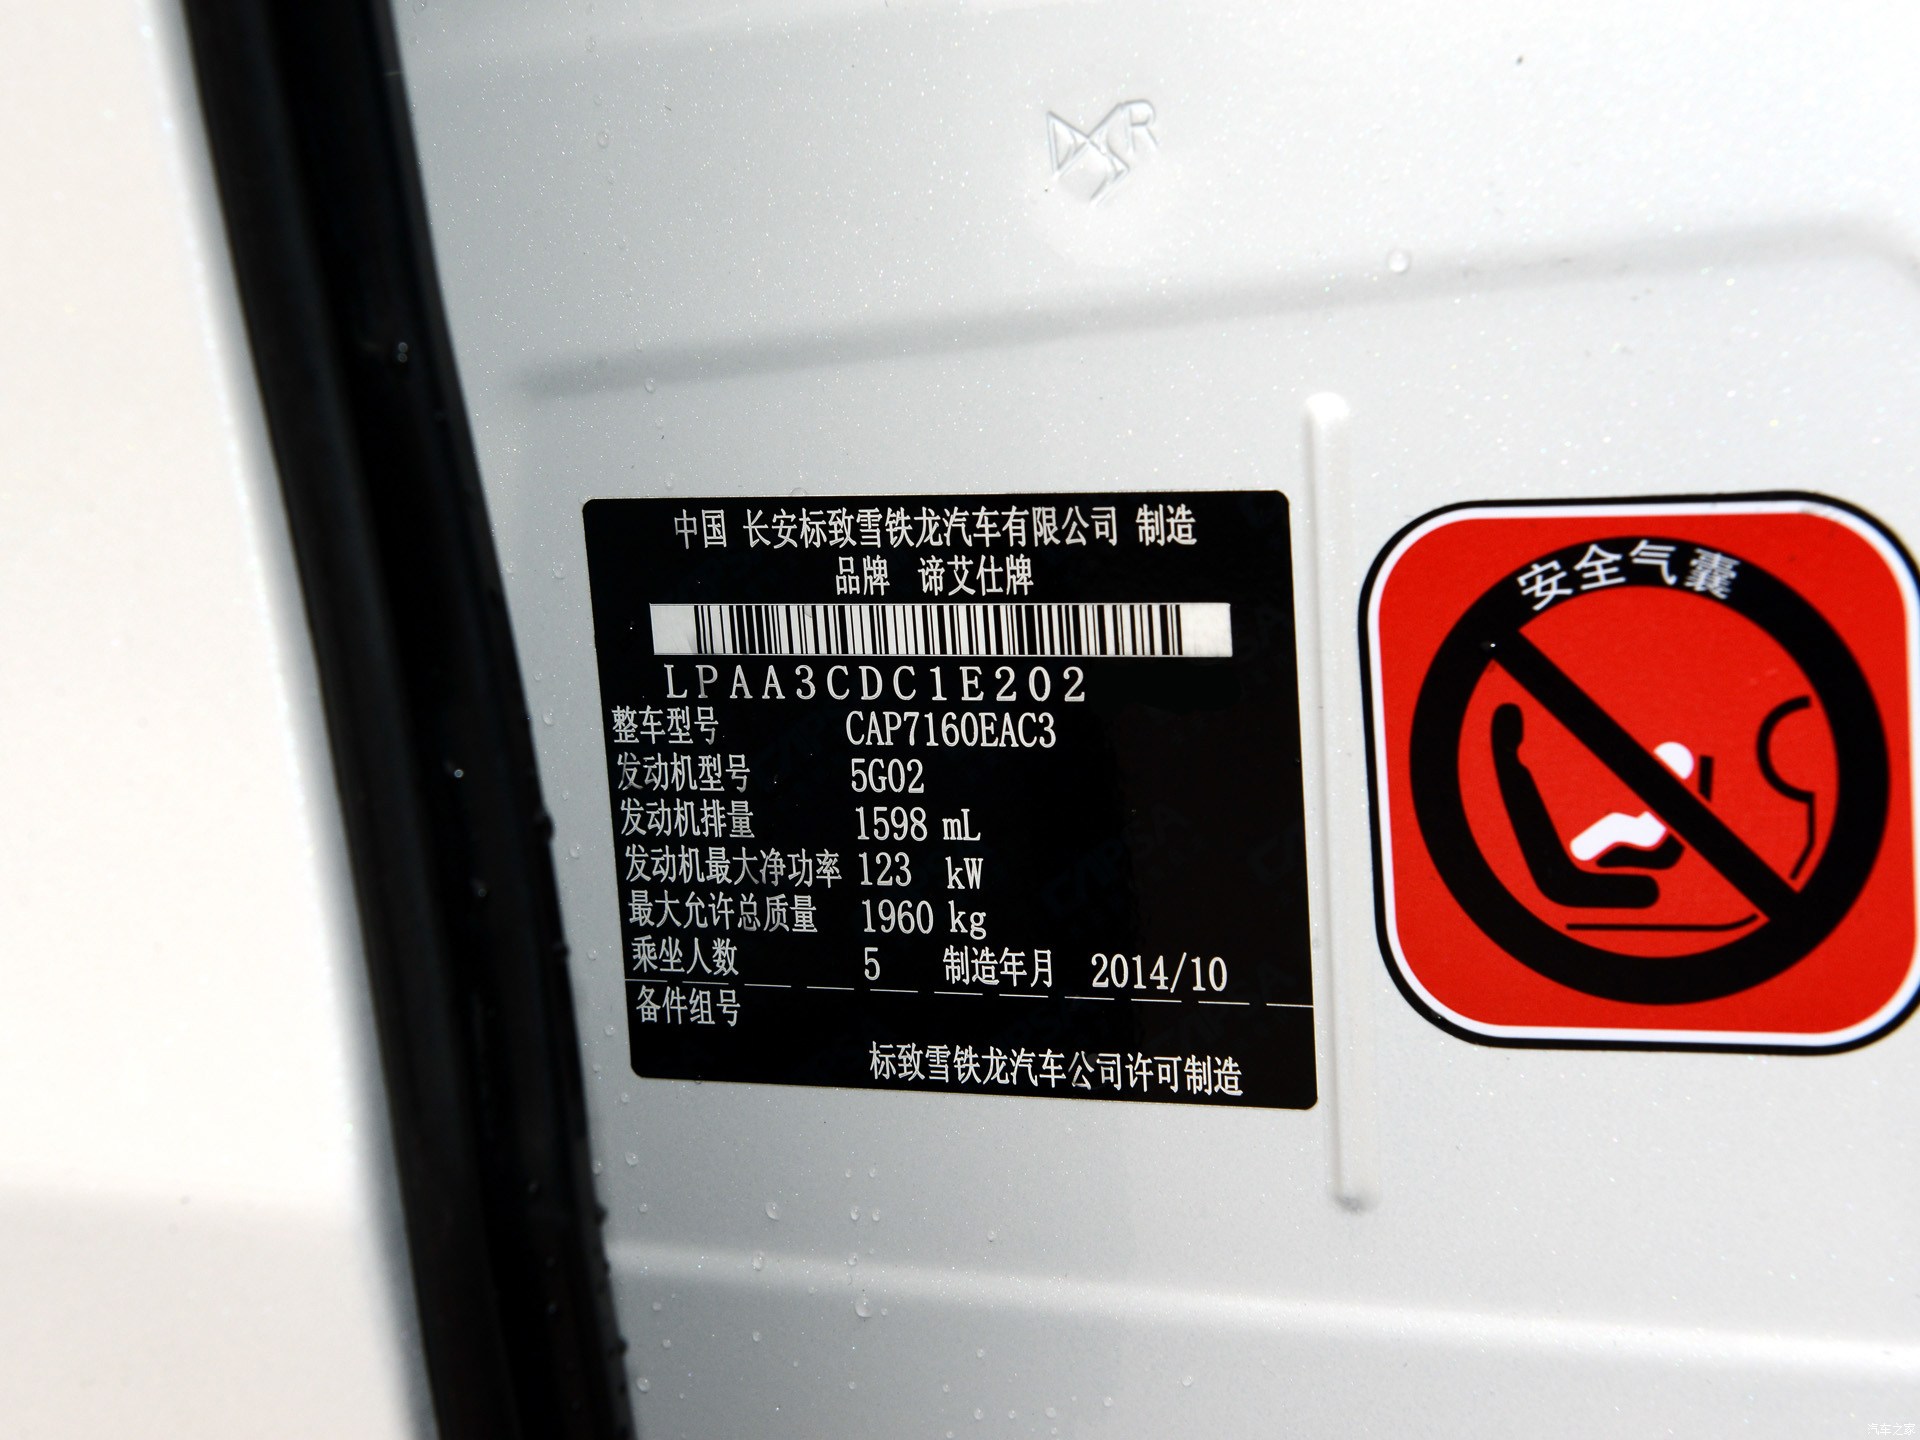 中国 长安标致雪铁龙汽车有限公司 制造
品牌 谛艾仕牌
LPAA3CDC1E202
整车型号 CAP7160EAC3
发动机型号 5G02
发动机排量 1598 mL
发动机最大净功率 123 kW
最大允许总质量 1960 kg
乘坐人数 5 制造年月 2014/10
备件组号
标致雪铁龙汽车公司许可制造
安全气囊
汽车之家